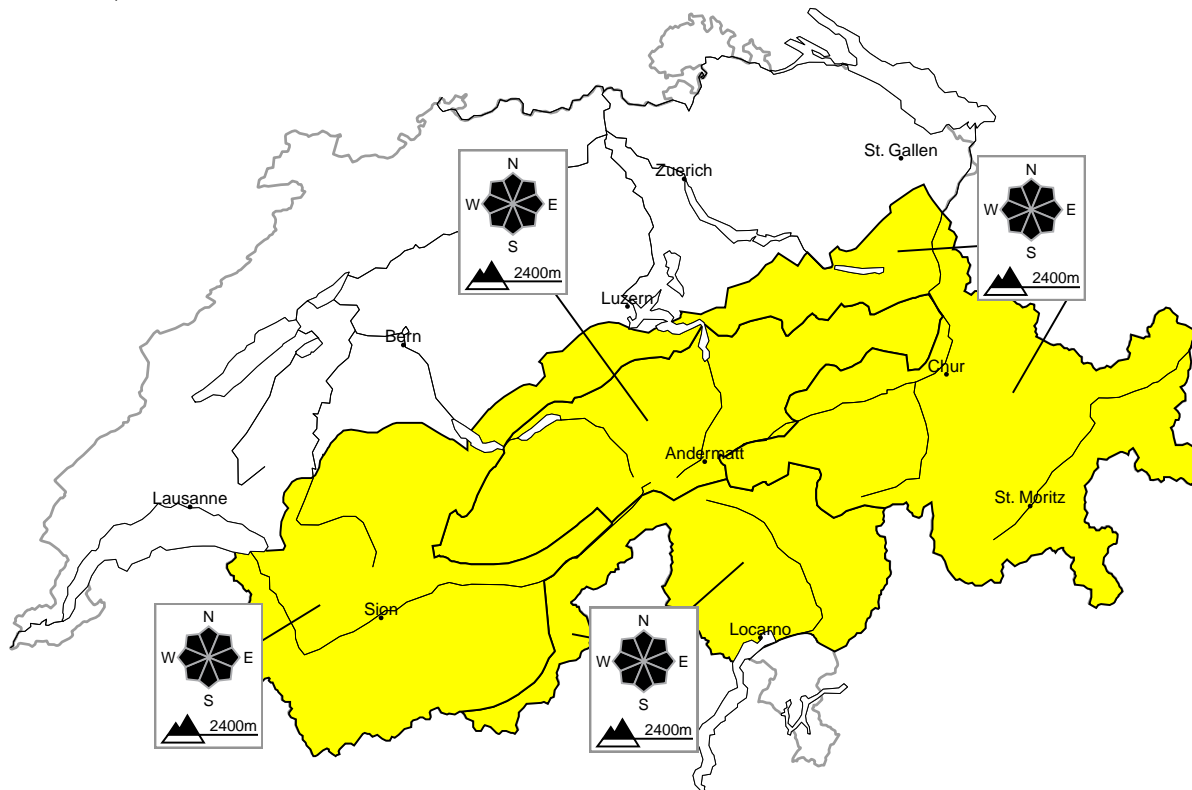 St. Gallen
Zuerich
N
W E
S
2400m
N
W E
S
2400m
Luzern
Bern
Chur
Andermatt
Lausanne
St. Moritz
Sion
Locarno
N
W E
S
2400m
N
W E
S
2400m